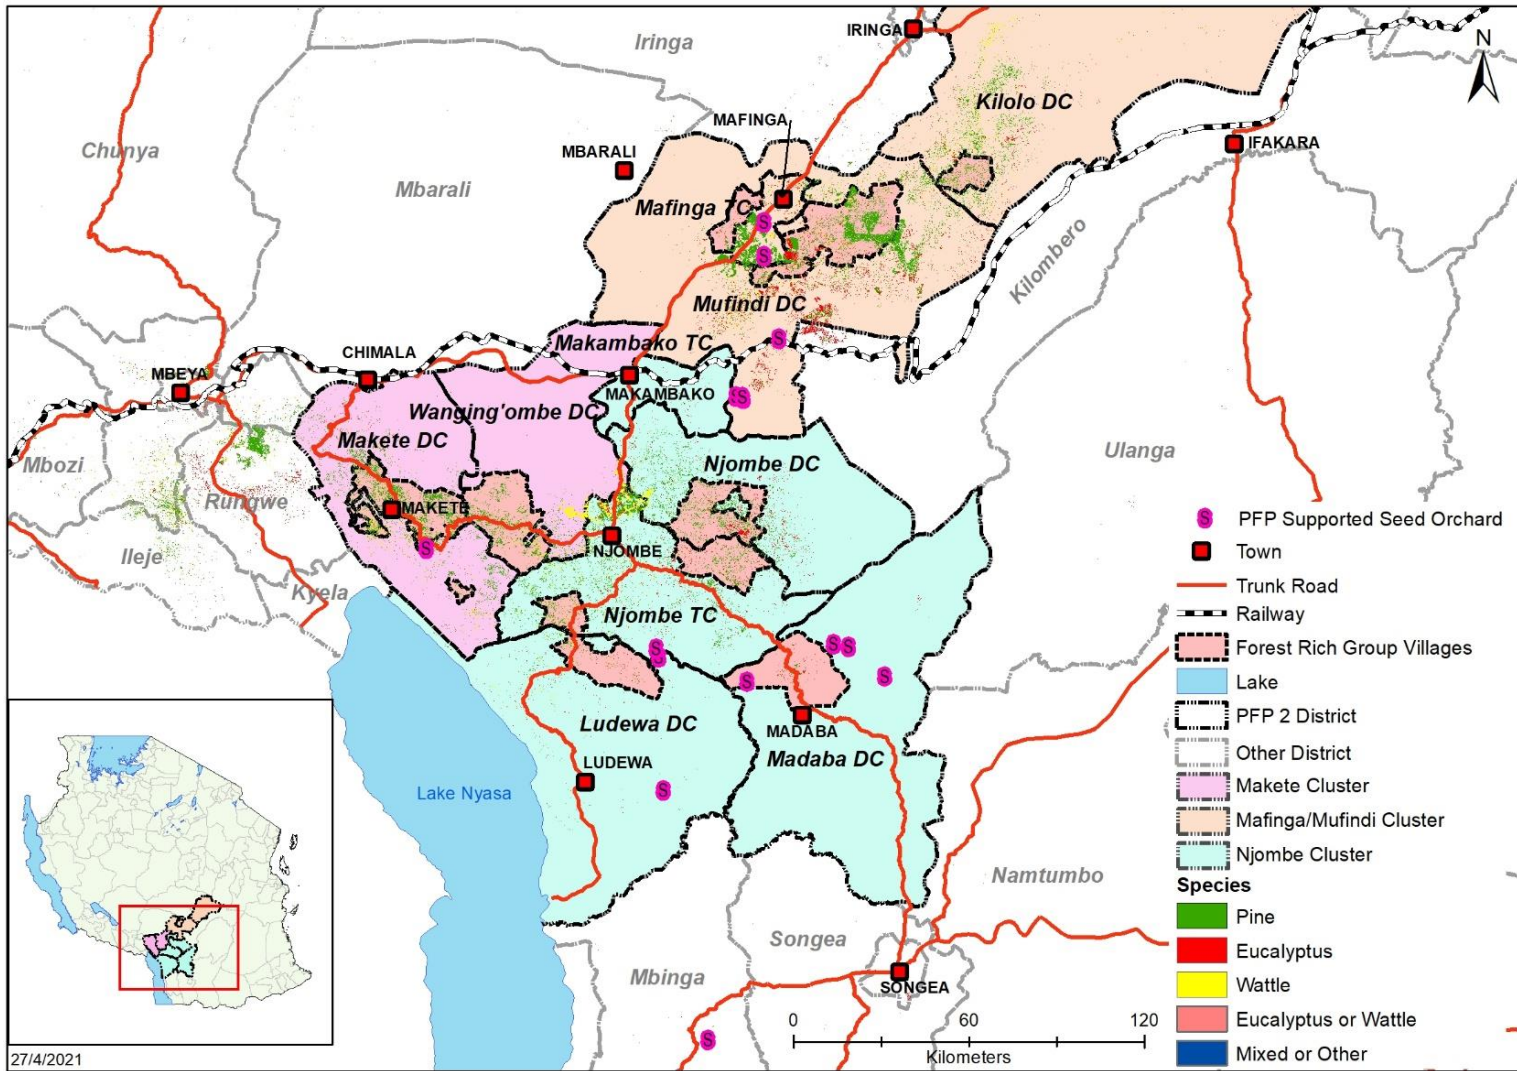 IRINGA
Iringa
N
Kilolo DC
MAFINGA
IFAKARA
Chunya
MBARALI
Mbarali
Mafinga TC
S
S
Kilombero
Mufindi DC
S
Makambako TC
CHIMALA
MBEYA
MAKAMBAKO
SS
Wanging'ombe DC
Makete DC
Njombe DC
Ulanga
Mbozi
Rungwe
MAKETE
S
NJOMBE
Ileje
Kyela
Njombe TC
S
S
S
S
S
S
MADABA
Ludewa DC
Madaba DC
LUDEWA
S
Lake Nyasa
Namtumbo
Songea
Mbinga
SONGEA
S
0 60 120
Kilometers
S PFP Supported Seed Orchard
Town
Trunk Road
Railway
Forest Rich Group Villages
Lake
PFP 2 District
Other District
Makete Cluster
Mafinga/Mufindi Cluster
Njombe Cluster
Species
Pine
Eucalyptus
Wattle
Eucalyptus or Wattle
Mixed or Other
27/4/2021